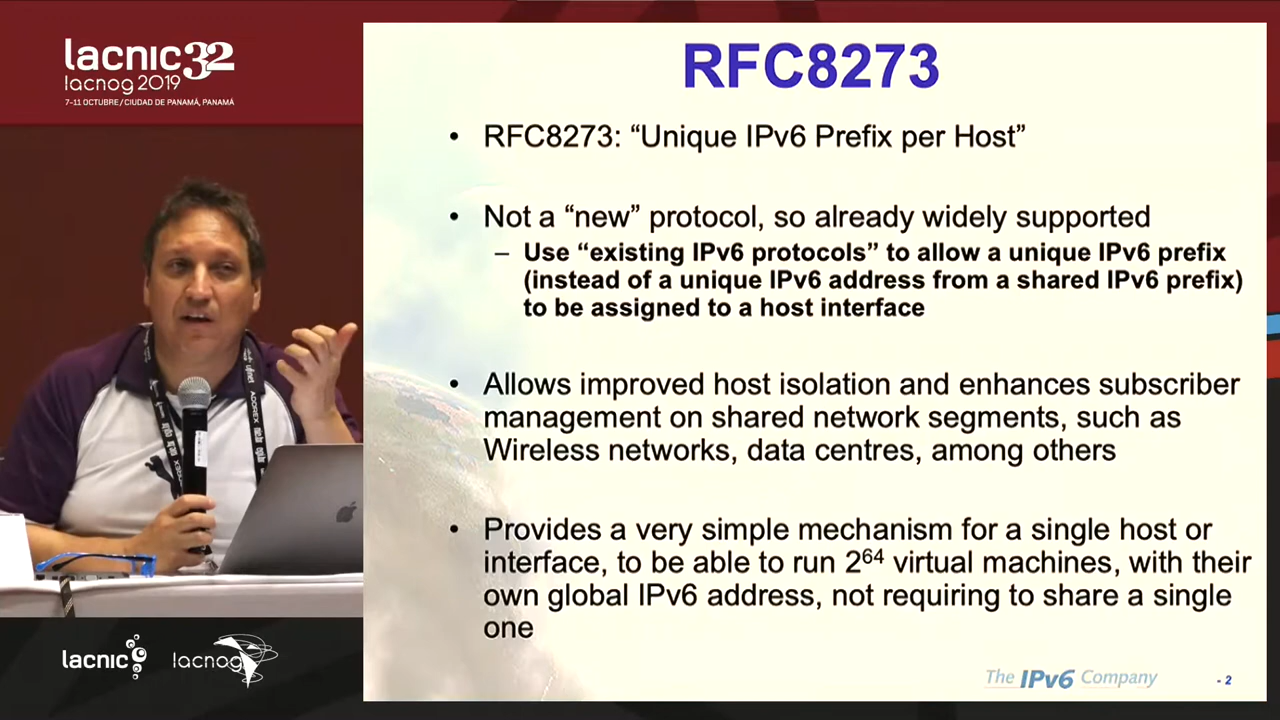 lacnic32
lacnog 2019
7-11 OCTUBRE / CIUDAD DE PANAMÁ, PANAMÁ
RFC8273
• RFC8273: “Unique IPv6 Prefix per Host”
• Not a “new” protocol, so already widely supported
– Use “existing IPv6 protocols” to allow a unique IPv6 prefix
(instead of a unique IPv6 address from a shared IPv6 prefix)
to be assigned to a host interface
• Allows improved host isolation and enhances subscriber
management on shared network segments, such as
Wireless networks, data centres, among others
• Provides a very simple mechanism for a single host or
interface, to be able to run 2⁶⁴ virtual machines, with their
own global IPv6 address, not requiring to share a single
one
The IPv6 Company
- 2
ADDREX
lacnic
lacnog